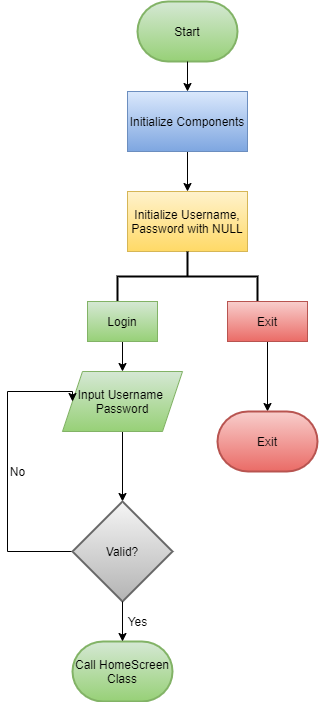 Start
Initialize Components
Initialize Username,
Password with NULL
Login
Exit
Input Username
Password
Exit
No
Valid?
Yes
Call HomeScreen
Class